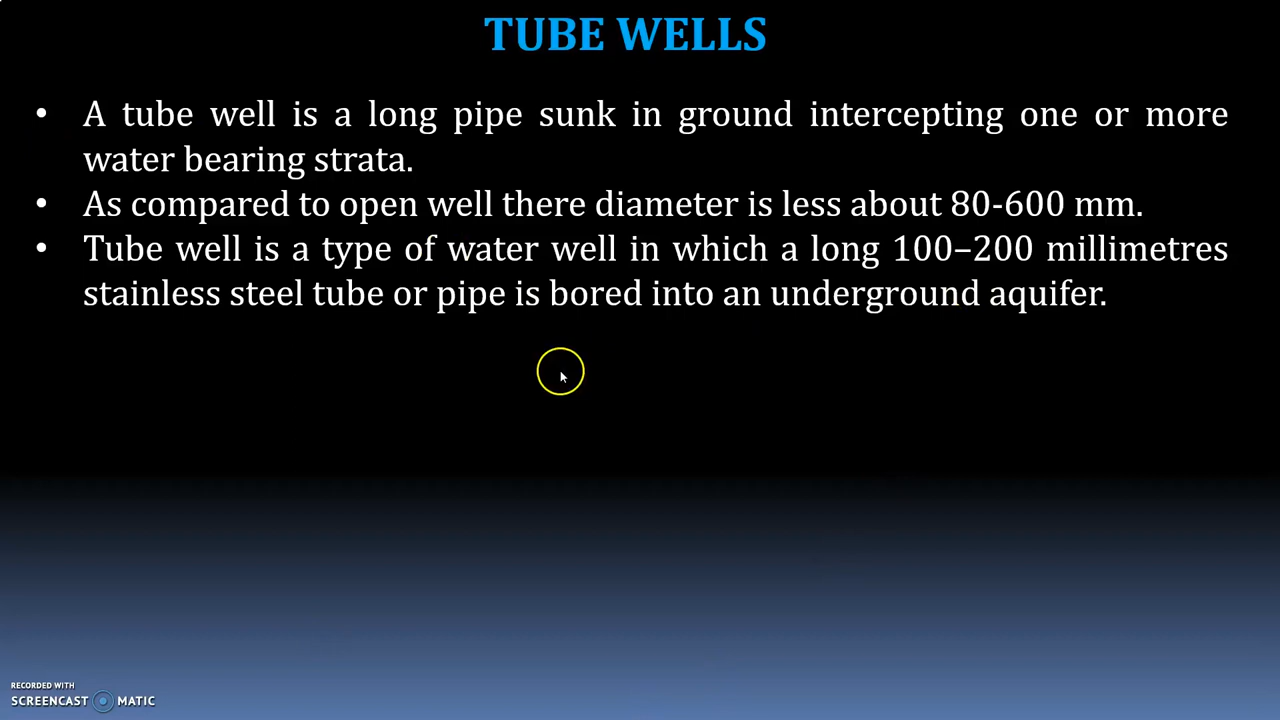 TUBE WELLS
• A tube well is a long pipe sunk in ground intercepting one or more
water bearing strata.
• As compared to open well there diameter is less about 80-600 mm.
• Tube well is a type of water well in which a long 100–200 millimetres
stainless steel tube or pipe is bored into an underground aquifer.
RECORDED WITH
SCREENCAST MATIC